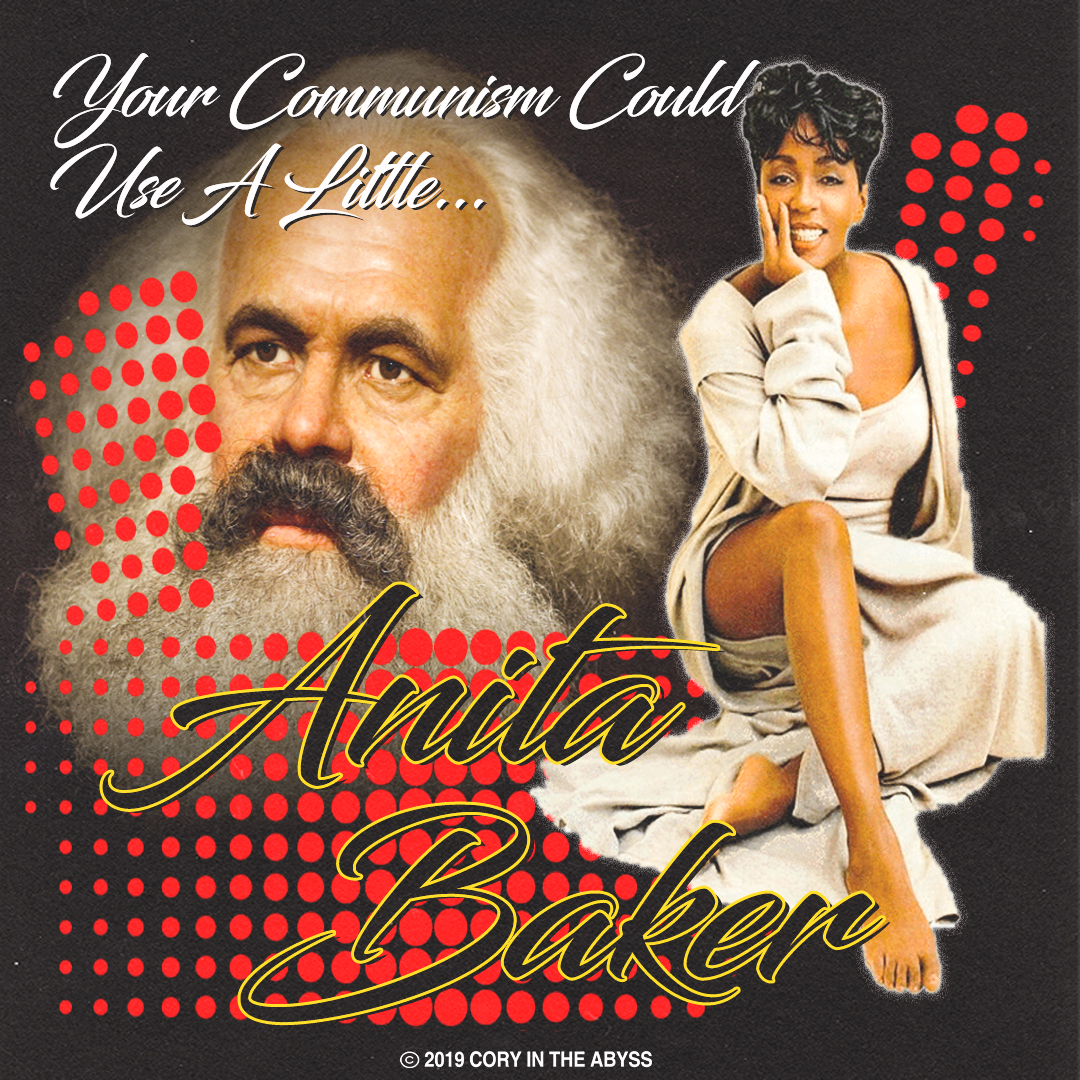 Your Communism Could
Use A Little...
Anita
Baker
© 2019 CORY IN THE ABYSS